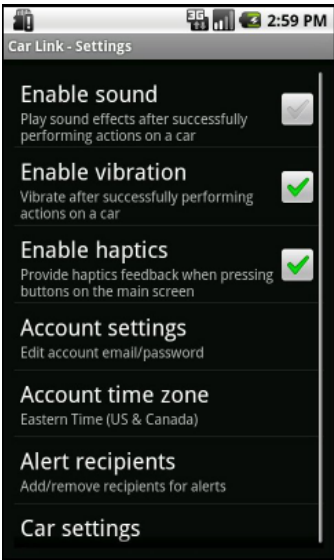 3G 2:59 PM
Car Link - Settings
Enable sound
Play sound effects after successfully
performing actions on a car
Enable vibration
Vibrate after successfully performing
actions on a car
Enable haptics
Provide haptics feedback when pressing
buttons on the main screen
Account settings
Edit account email/password
Account time zone
Eastern Time (US & Canada)
Alert recipients
Add/remove recipients for alerts
Car settings